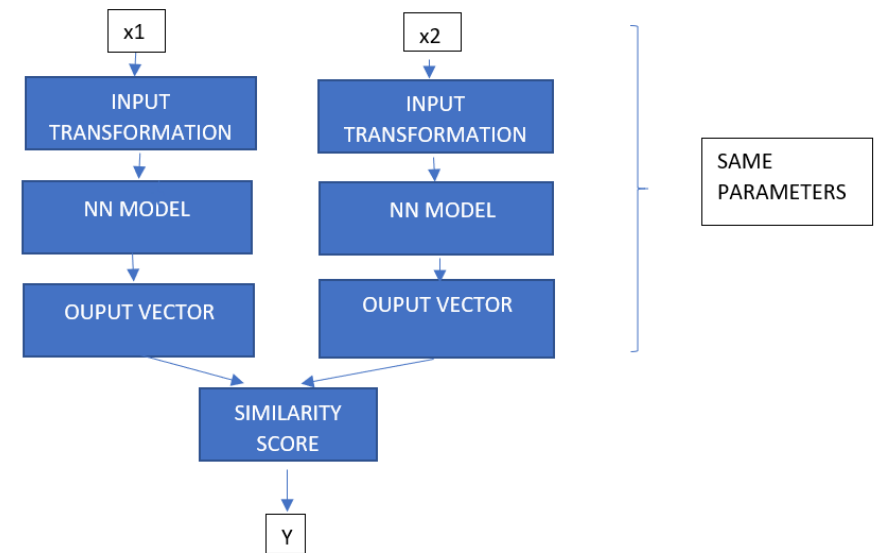 x1
x2
INPUT
TRANSFORMATION
INPUT
TRANSFORMATION
SAME
PARAMETERS
NN MODEL
NN MODEL
OUPUT VECTOR
OUPUT VECTOR
SIMILARITY
SCORE
Y